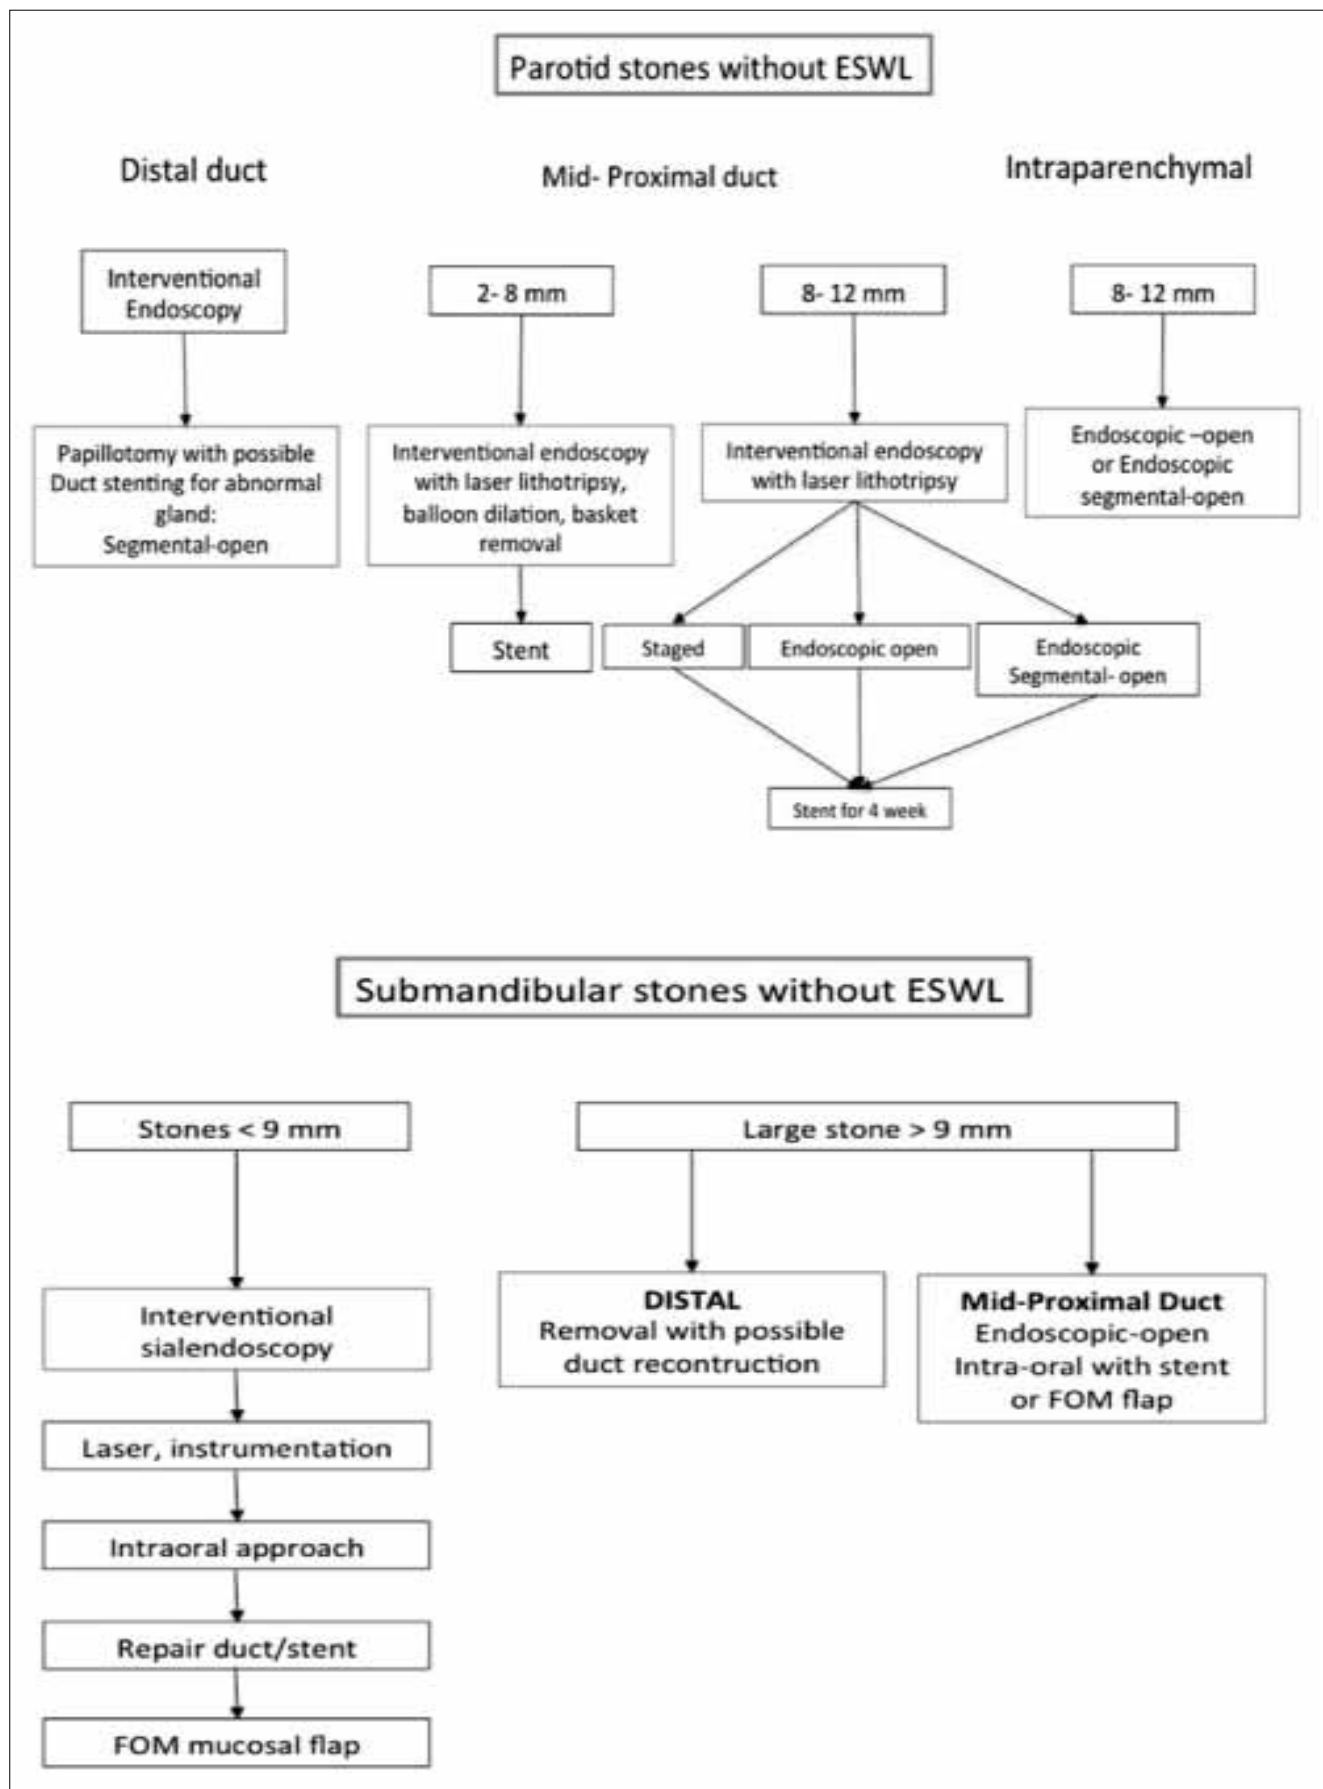 Parotid stones without ESWL
Distal duct
Mid- Proximal duct
Intraparenchymal
Interventional
Endoscopy
2- 8 mm
8- 12 mm
8- 12 mm
Papillotomy with possible
Duct stenting for abnormal
gland:
Segmental-open
Interventional endoscopy
with laser lithotripsy,
balloon dilation, basket
removal
Interventional endoscopy
with laser lithotripsy
Endoscopic –open
or Endoscopic
segmental-open
Stent
Staged
Endoscopic open
Endoscopic
Segmental- open
Stent for 4 week
Submandibular stones without ESWL
Stones < 9 mm
Large stone > 9 mm
Interventional
sialendoscopy
Laser, instrumentation
Intraoral approach
Repair duct/stent
FOM mucosal flap
DISTAL
Removal with possible
duct recontruction
Mid-Proximal Duct
Endoscopic-open
Intra-oral with stent
or FOM flap